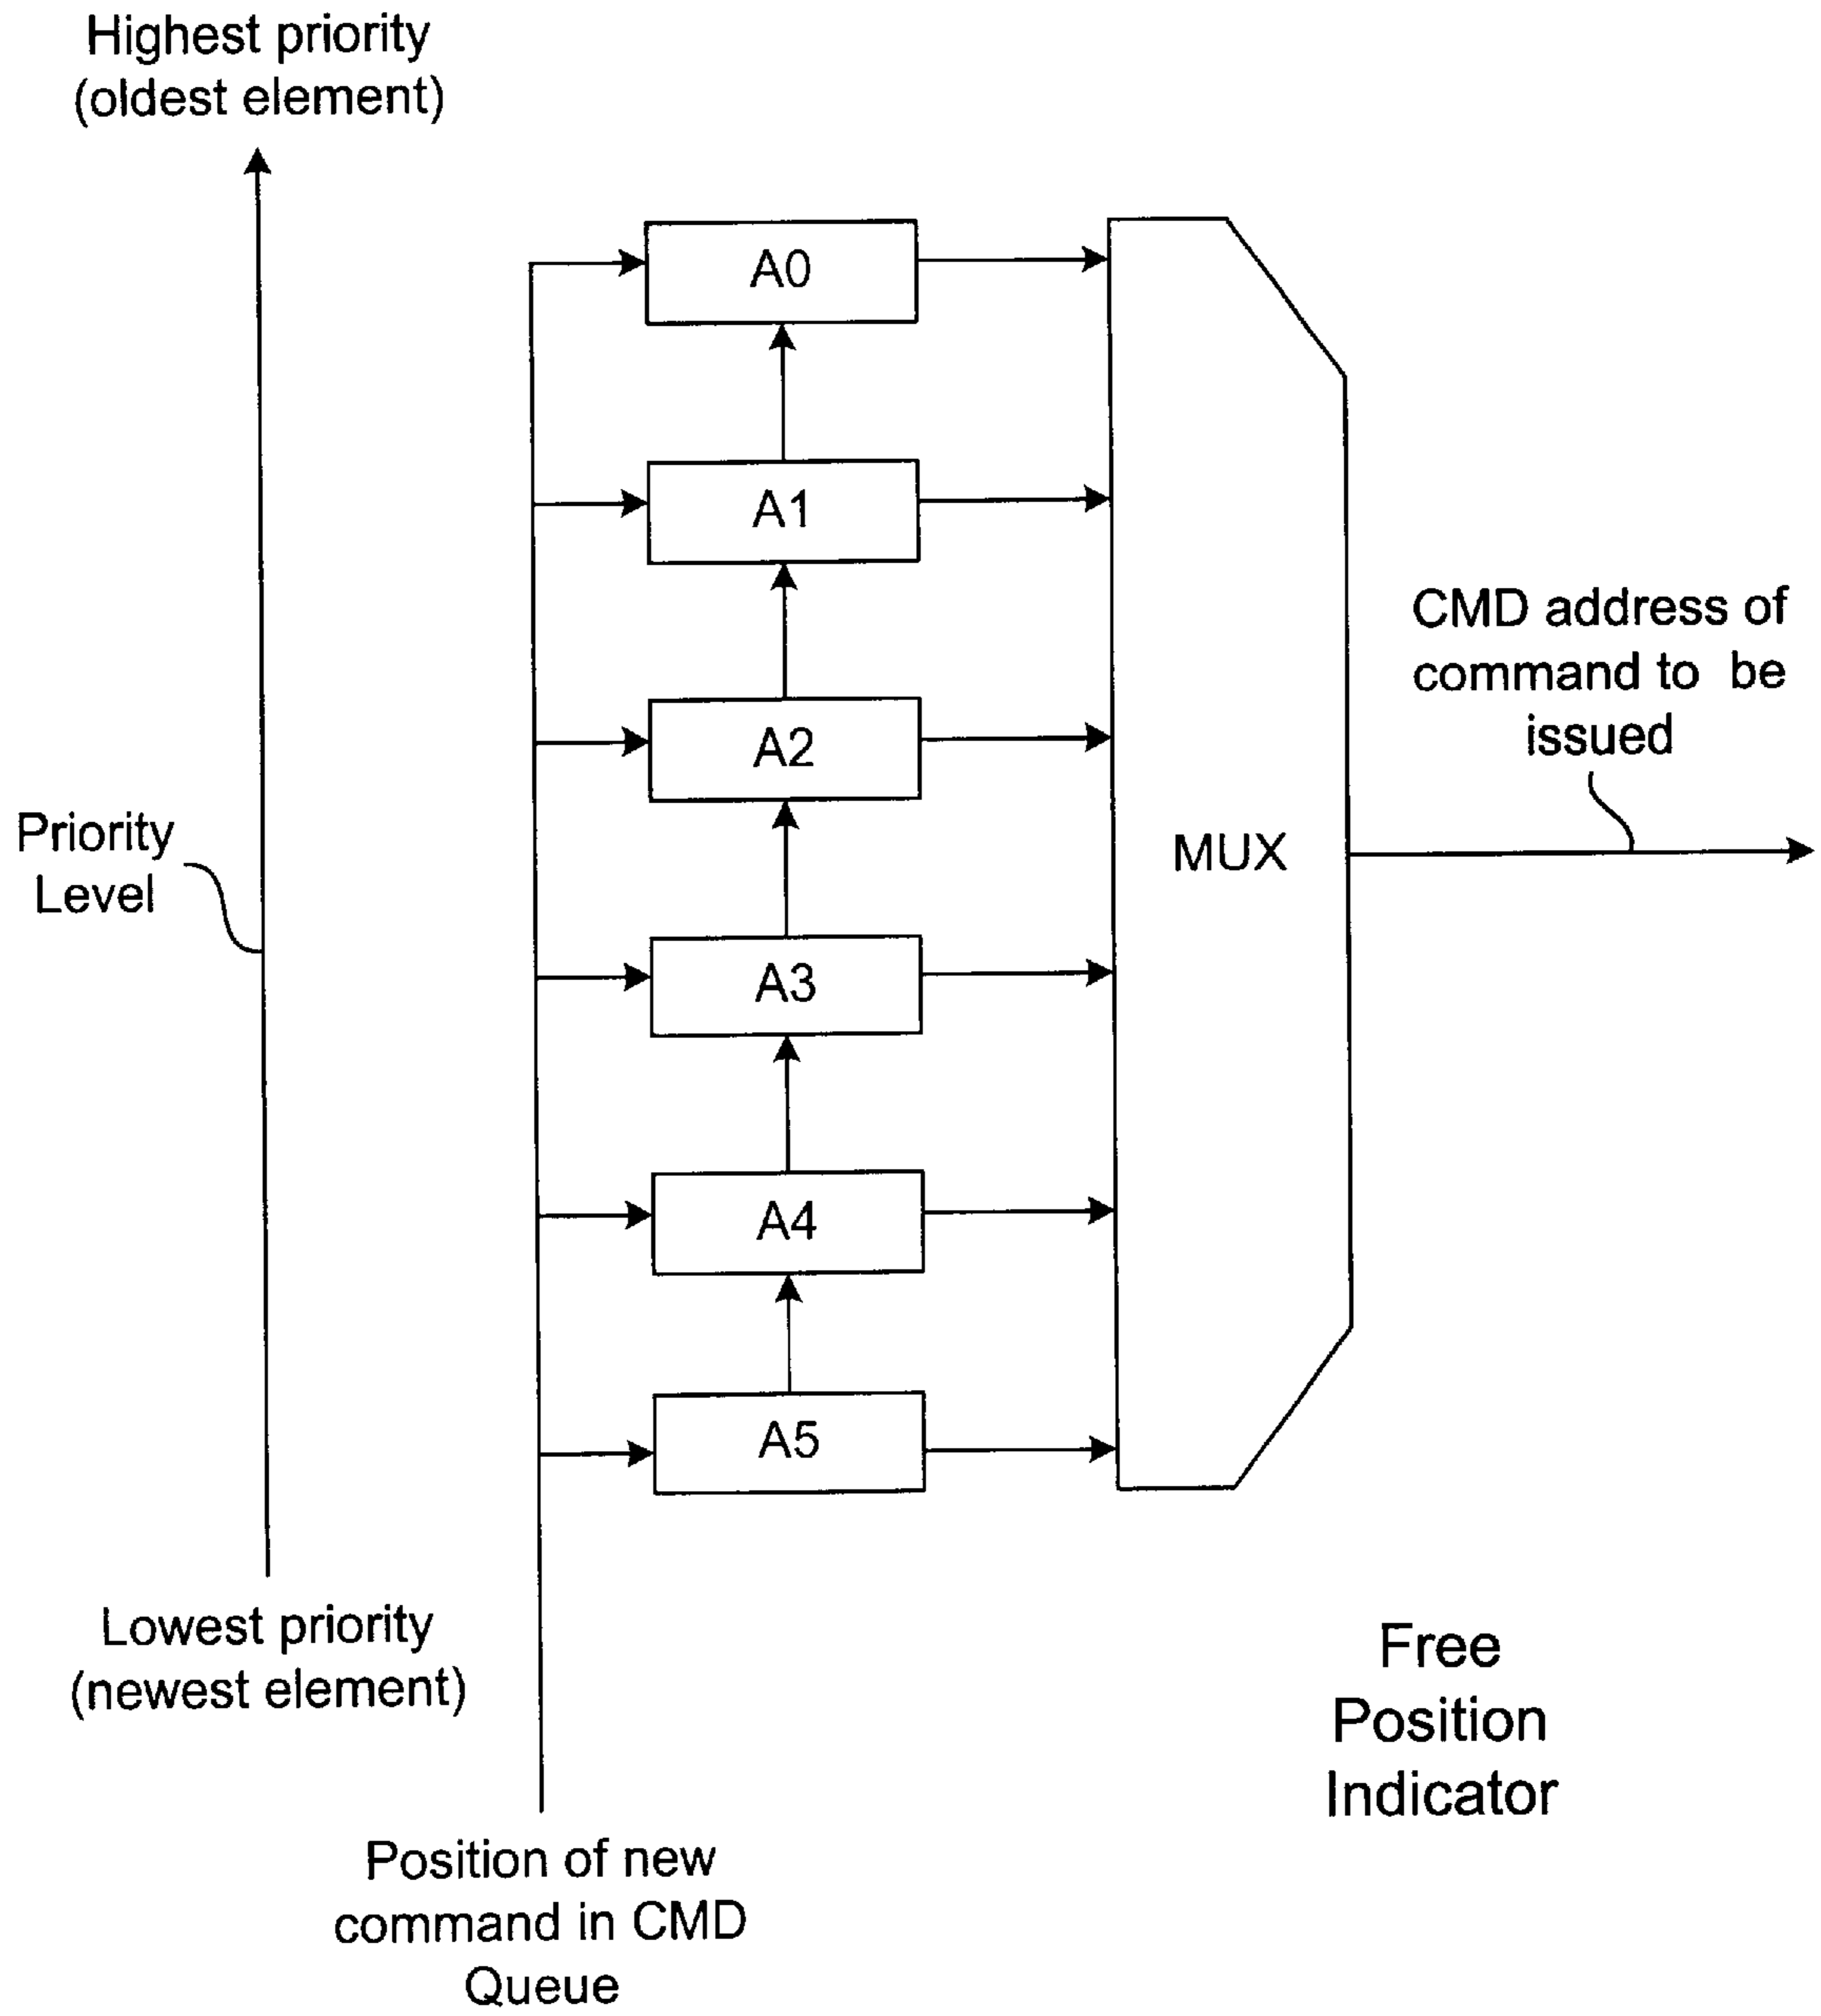 Highest priority
(oldest element)
A0
A1
CMD address of
command to be
issued
A2
Priority
Level
MUX
A3
A4
A5
Lowest priority
(newest element)
Free
Position
Indicator
Position of new
command in CMD
Queue